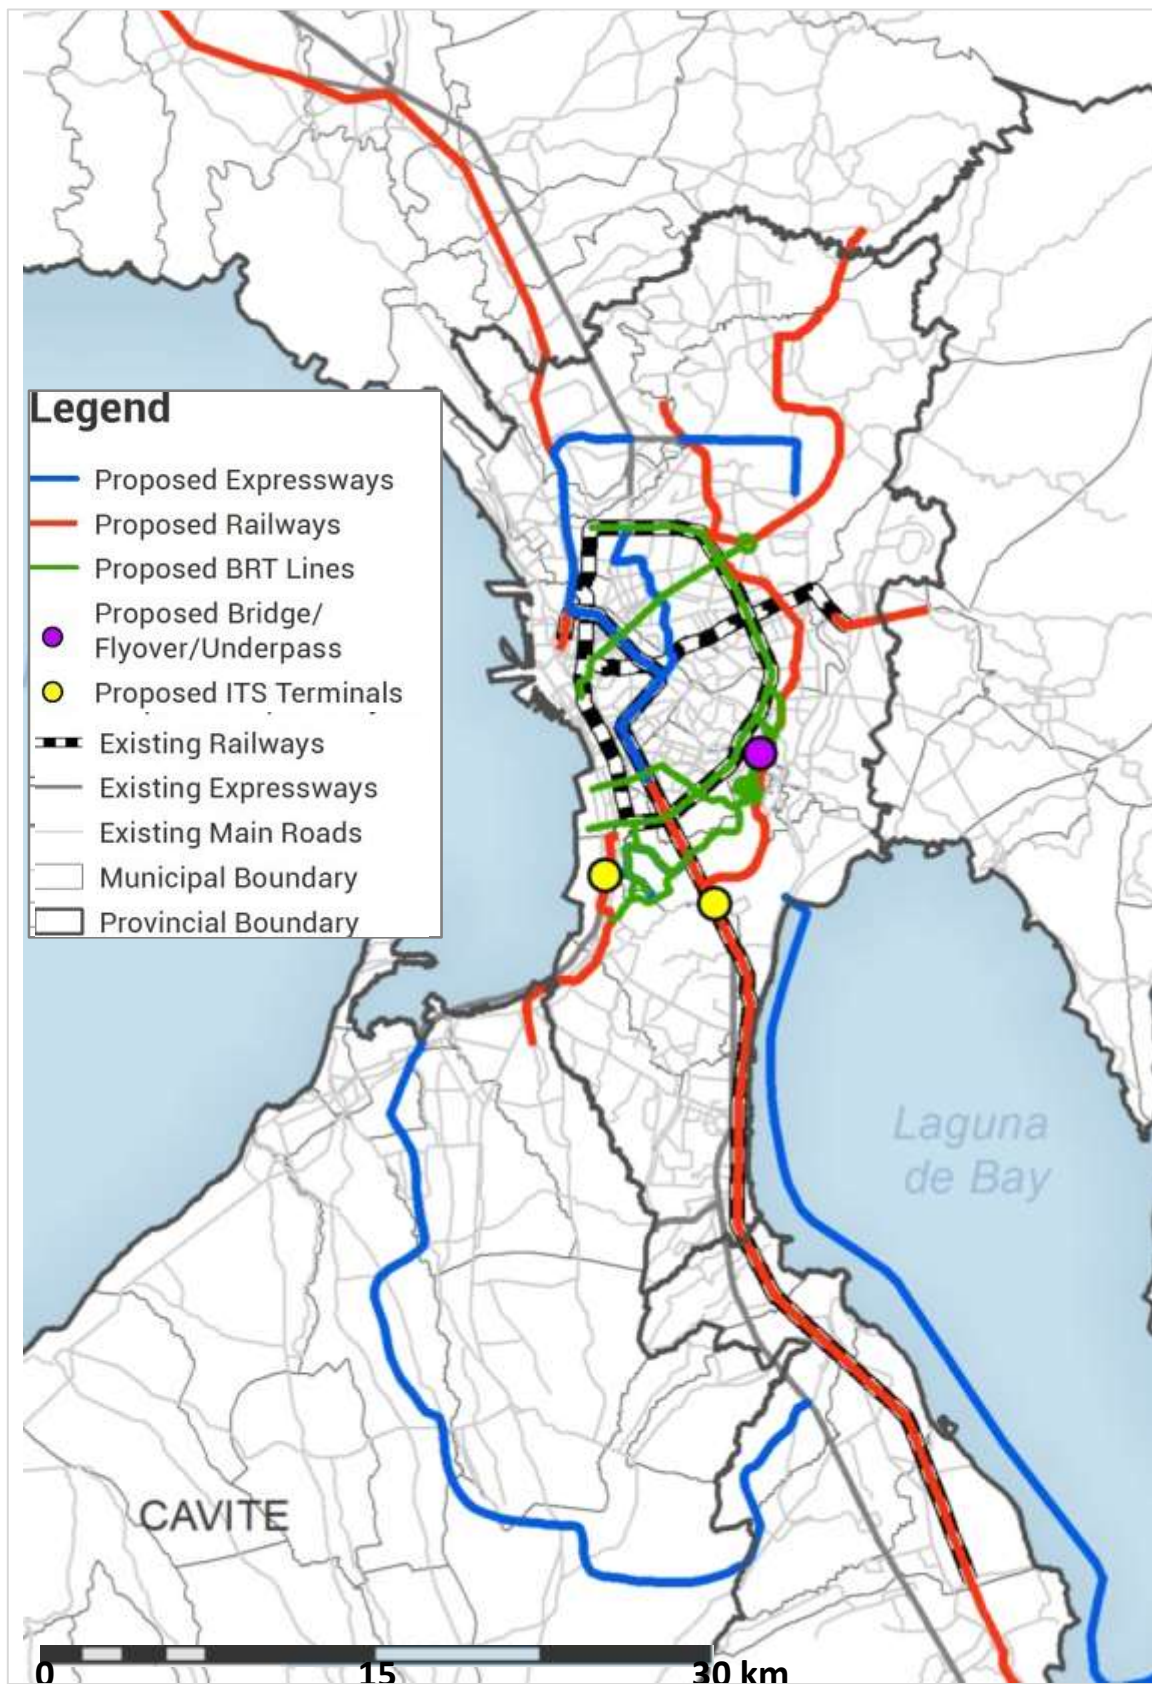 Legend
Proposed Expressways
Proposed Railways
Proposed BRT Lines
Proposed Bridge/
Flyover/Underpass
Proposed ITS Terminals
Existing Railways
Existing Expressways
Existing Main Roads
Municipal Boundary
Provincial Boundary
Laguna
de Bay
CAVITE
0 15 30 km